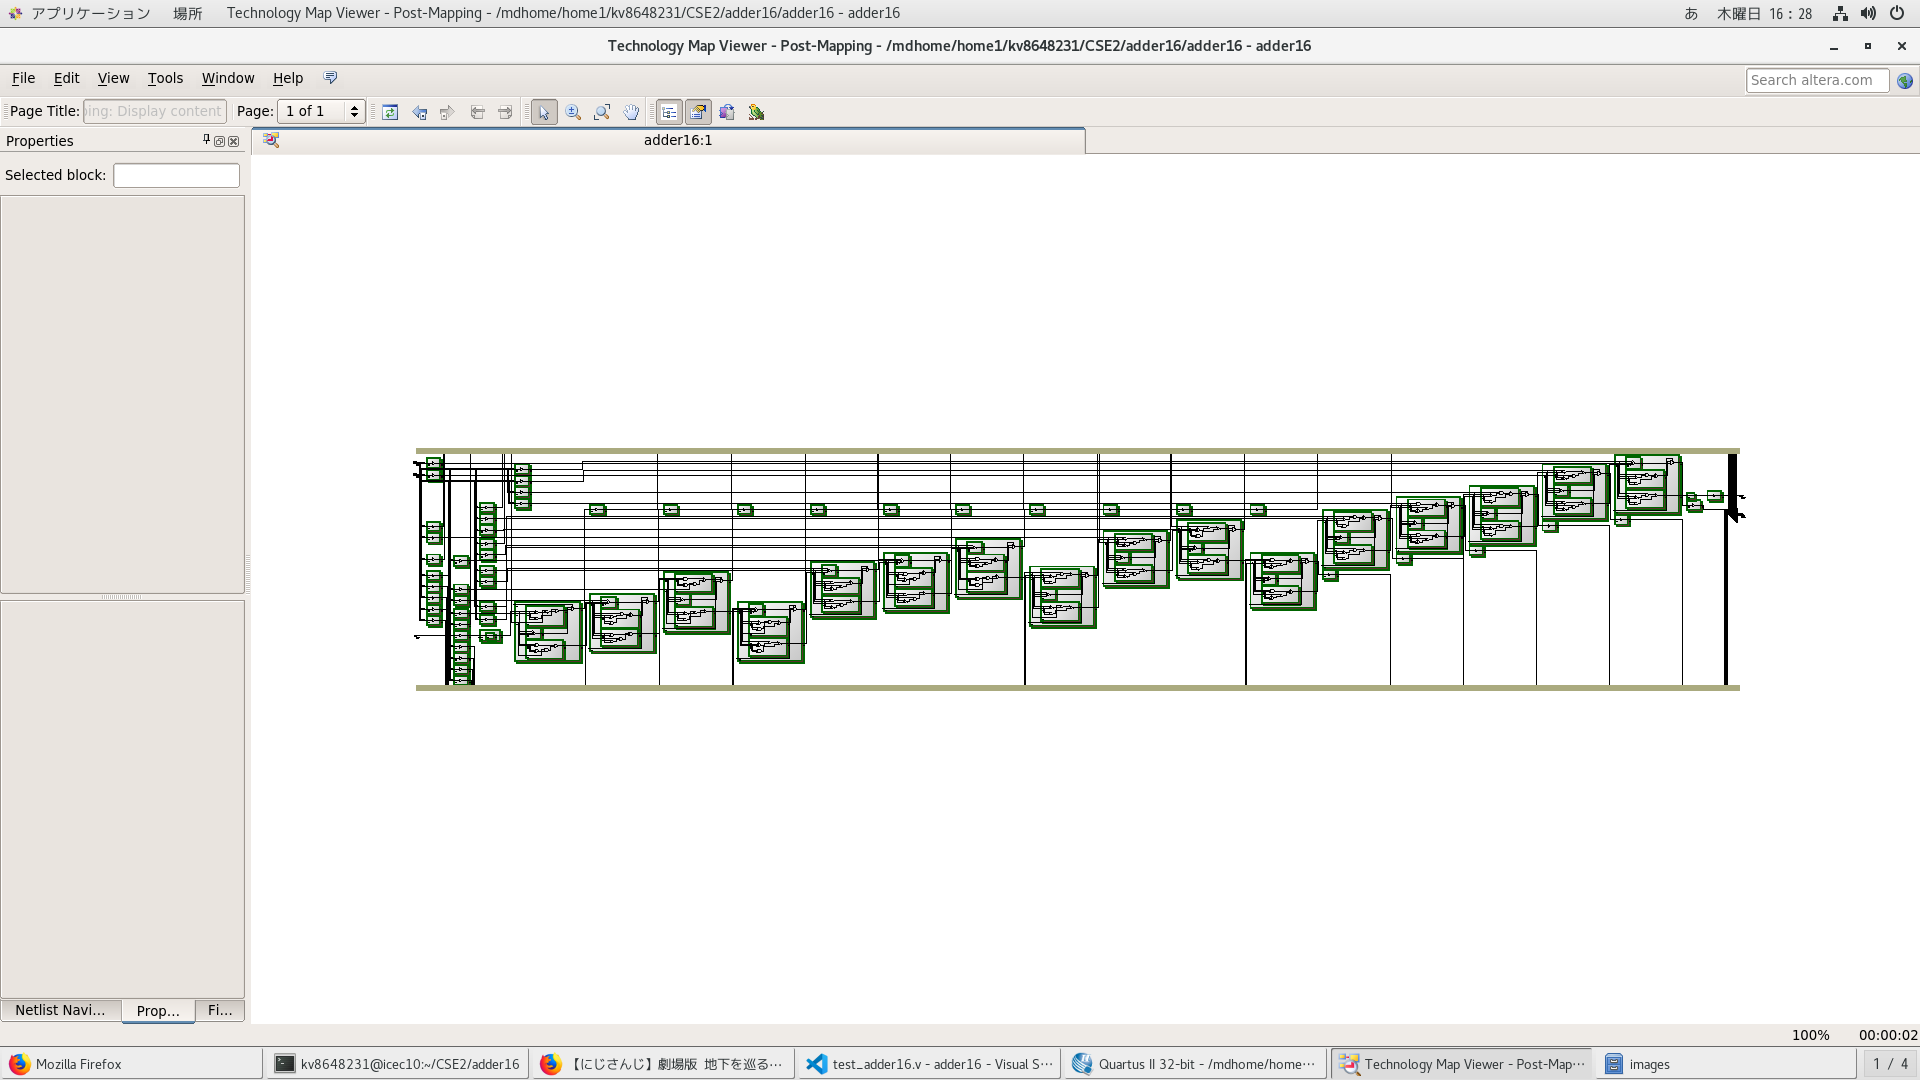 アプリケーション 場所 Technology Map Viewer - Post-Mapping - /mdhome/home1/kv8648231/CSE2/adder16/adder16 - adder16 あ 木曜日 16：28
Technology Map Viewer - Post-Mapping - /mdhome/home1/kv8648231/CSE2/adder16/adder16 - adder16
File Edit View Tools Window Help Search altera.com
Page Title: ing: Display content Page: 1 of 1
Properties adder16:1
Selected block:
Netlist Navi... Prop... Fi...
100% 00:00:02
Mozilla Firefox kv8648231@icec10:~/CSE2/adder16 【にじさんじ】劇場版 地下を巡る… test_adder16.v - adder16 - Visual S… Quartus II 32-bit - /mdhome/home… Technology Map Viewer - Post-Map… images 1 / 4